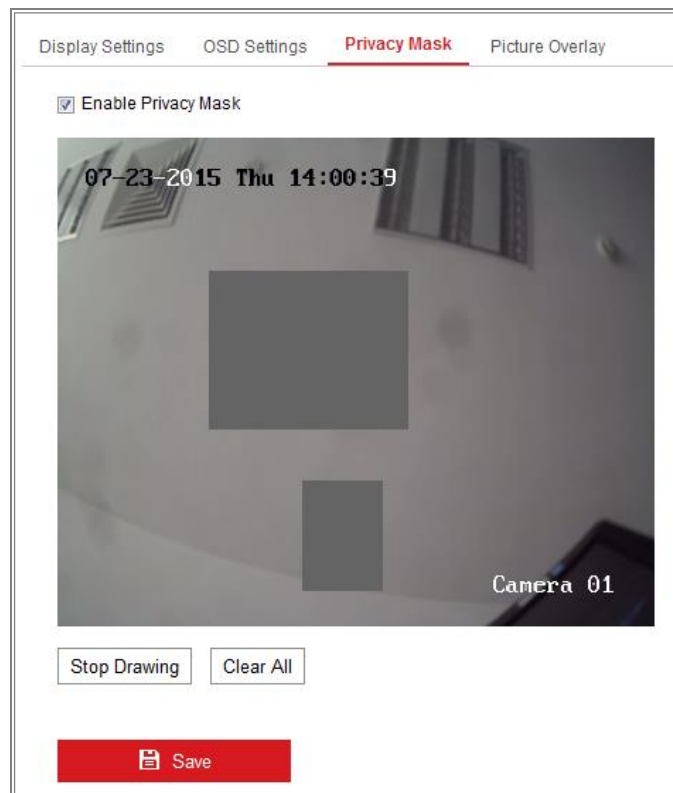 Display Settings OSD Settings Privacy Mask Picture Overlay
Enable Privacy Mask
07-23-2015 Thu 14:00:39
Camera 01
Stop Drawing Clear All
Save